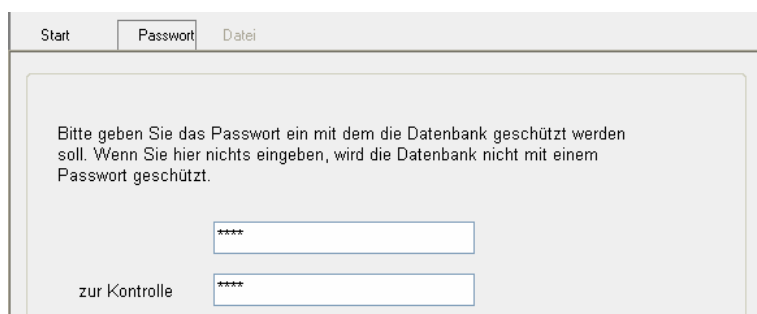 Start Passwort Datei
Bitte geben Sie das Passwort ein mit dem die Datenbank geschützt werden
soll. Wenn Sie hier nichts eingeben, wird die Datenbank nicht mit einem
Passwort geschützt.
****
zur Kontrolle ****